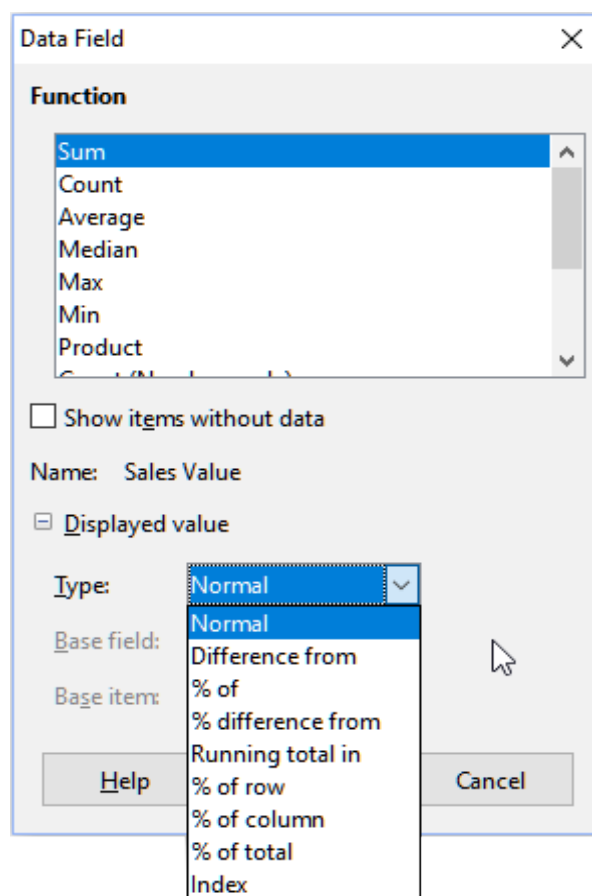 Data Field
Function
Sum
Count
Average
Median
Max
Min
Product
Show items without data
Name: Sales Value
Displayed value
Type: Normal
Normal
Base field:
Difference from
% of
Base item:
% difference from
Running total in
Help
% of row
Cancel
% of column
% of total
Index